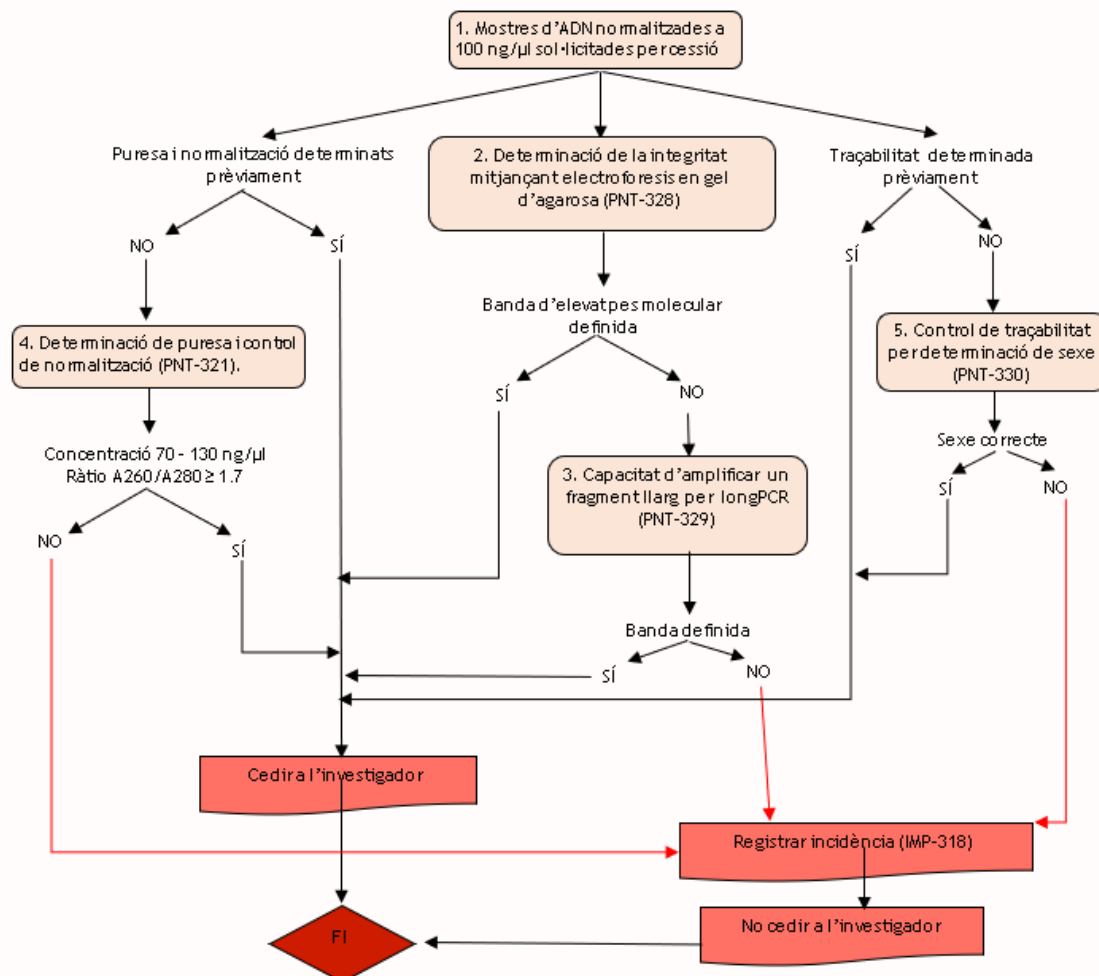 1. Mostres d'ADN normalitzades a
100 ng/µl sol·licitades per cessió
Puresa i normalització determinats
prèviament
2. Determinació de la integritat
mitjançant electroforesis en gel
d'agarosa (PNT-328)
Traçabilitat determinada
prèviament
NO
SÍ
SÍ
NO
Banda d'elevat pes molecular
definida
4. Determinació de puresa i control
de normalització (PNT-321).
5. Control de traçabilitat
per determinació de sexe
(PNT-330)
SÍ
NO
Concentració 70 - 130 ng/µl
Ràtio A260/A280 ≥ 1.7
Sexe correcte
3. Capacitat d'amplificar un
fragment llarg per longPCR
(PNT-329)
SÍ
NO
NO
SÍ
Banda definida
SÍ
NO
Cedir a l'investigador
Registrar incidència (IMP-318)
No cedir a l'investigador
FI